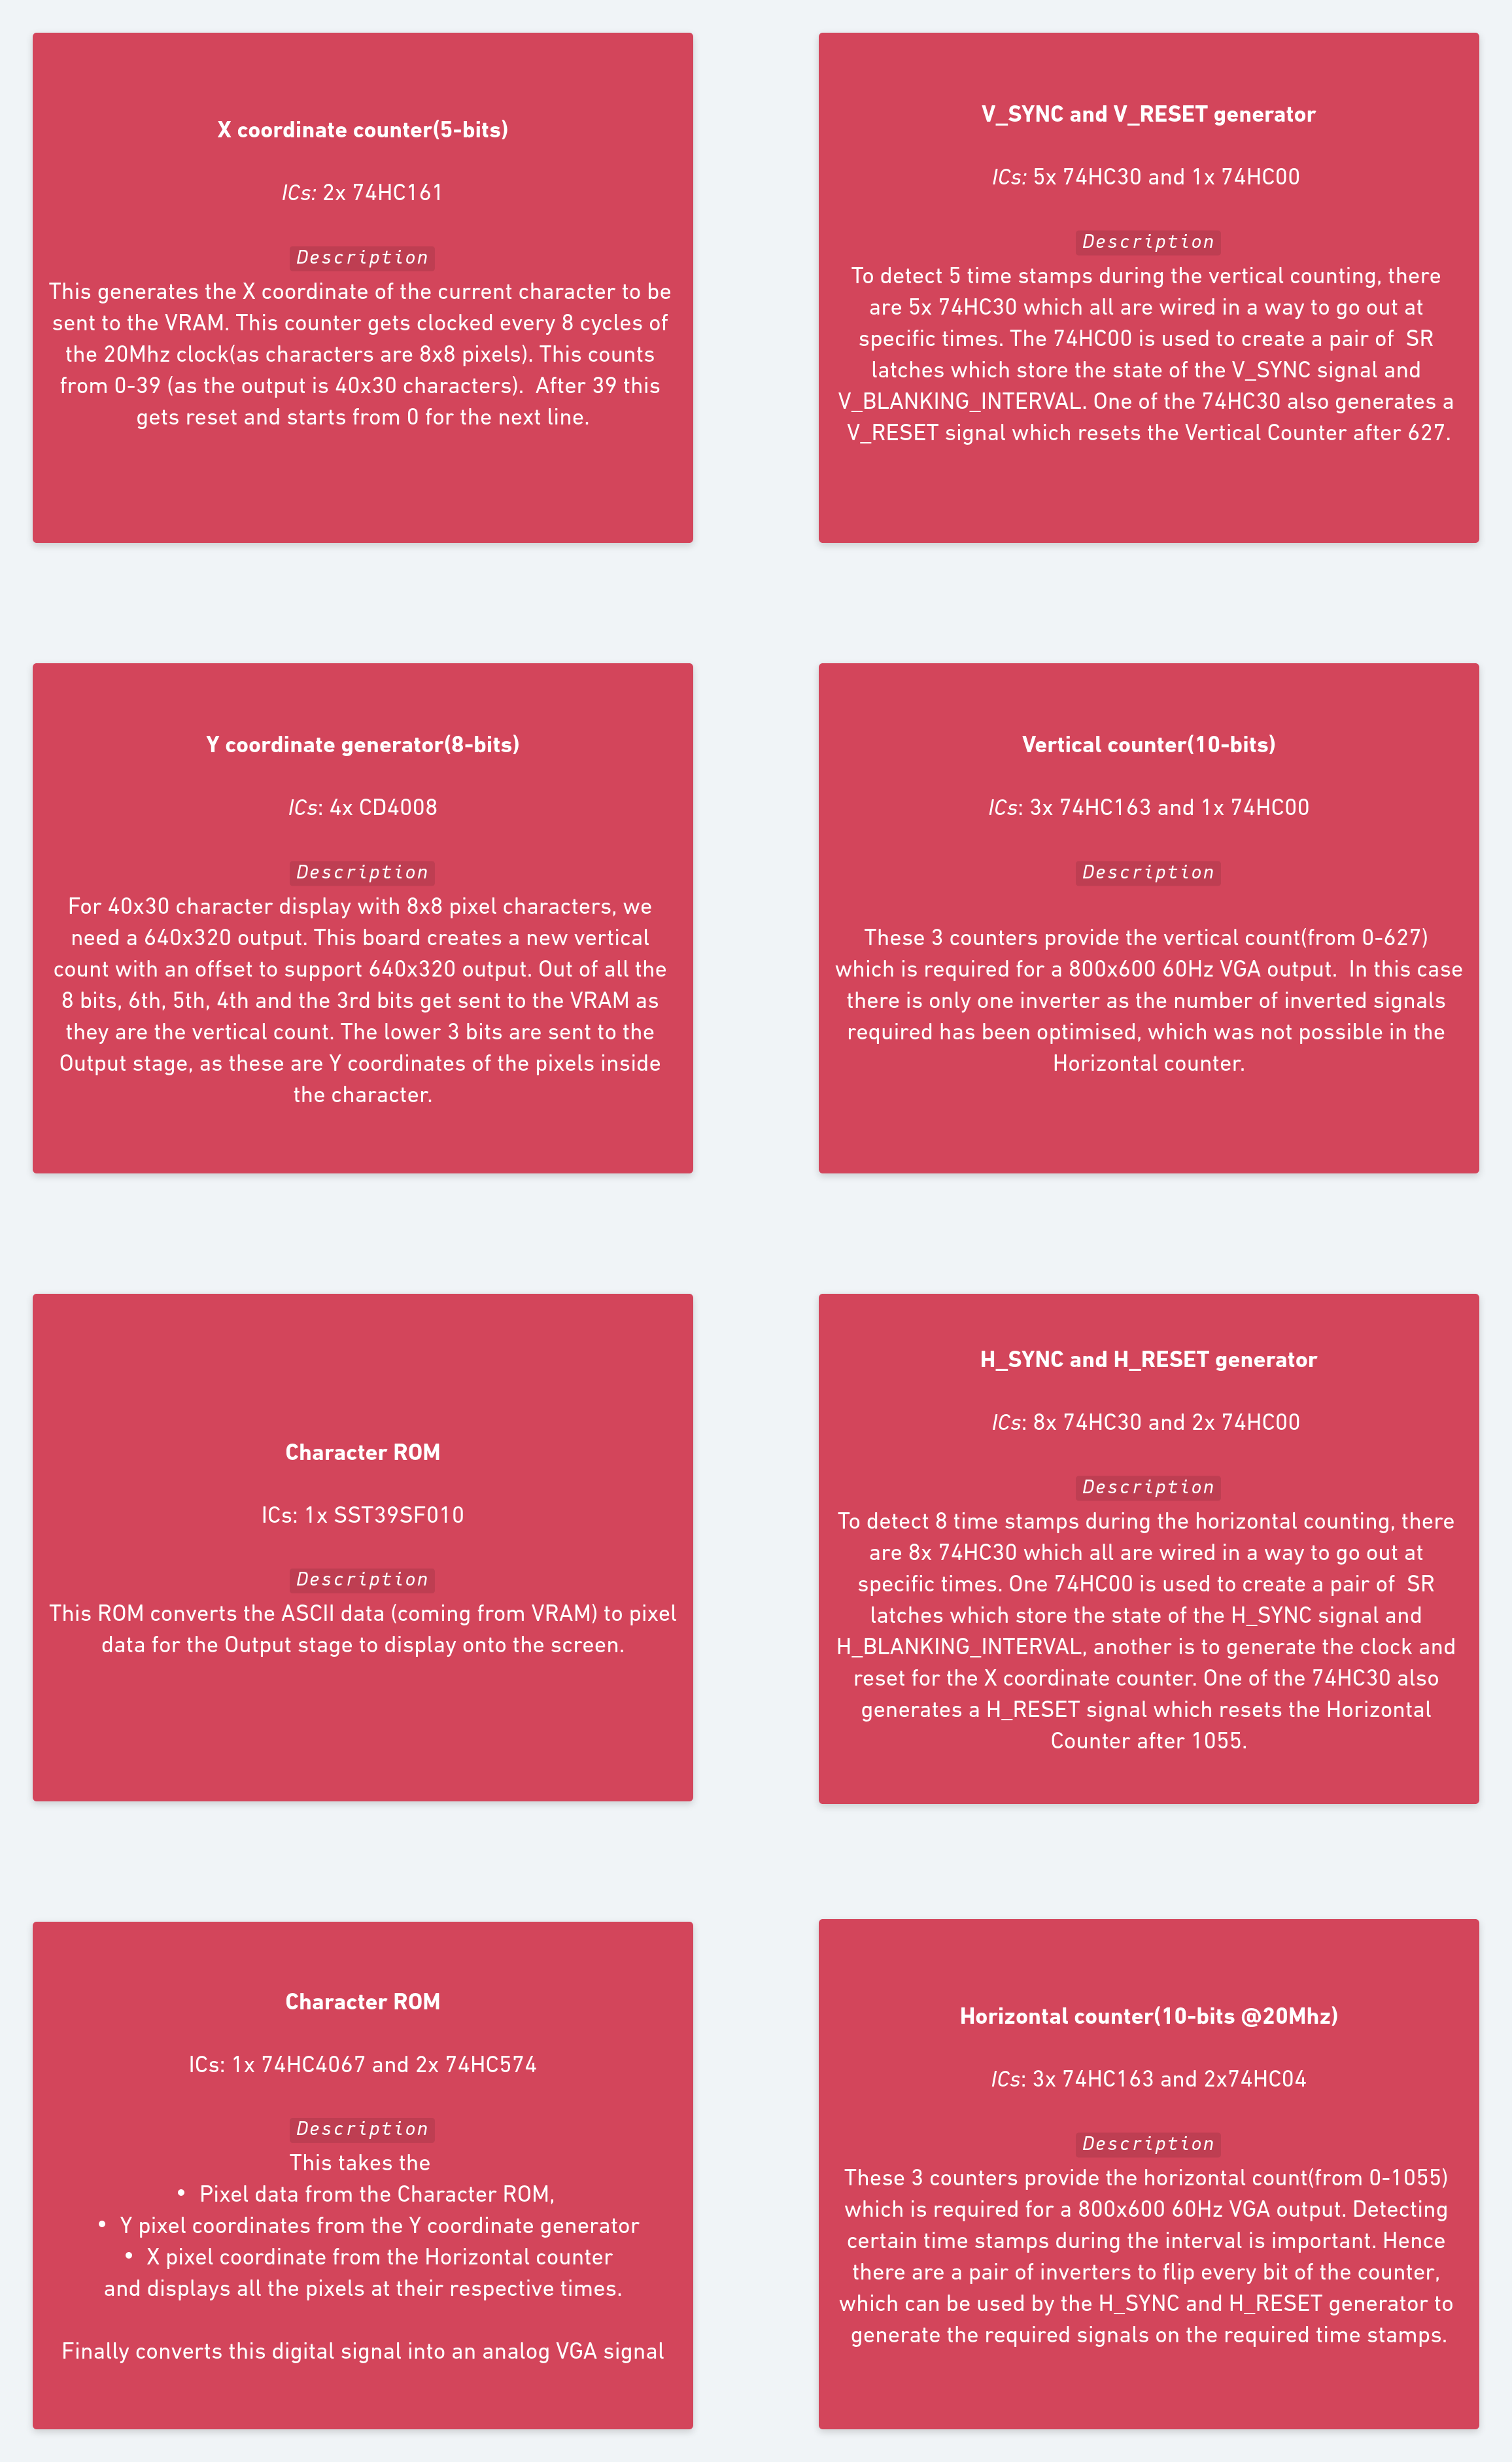 X coordinate counter(5-bits)
ICs: 2x 74HC161
Description
This generates the X coordinate of the current character to be
sent to the VRAM. This counter gets clocked every 8 cycles of
the 20Mhz clock(as characters are 8x8 pixels). This counts
from 0-39 (as the output is 40x30 characters).  After 39 this
gets reset and starts from 0 for the next line.
V_SYNC and V_RESET generator
ICs: 5x 74HC30 and 1x 74HC00
Description
To detect 5 time stamps during the vertical counting, there
are 5x 74HC30 which all are wired in a way to go out at
specific times. The 74HC00 is used to create a pair of  SR
latches which store the state of the V_SYNC signal and
V_BLANKING_INTERVAL. One of the 74HC30 also generates a
V_RESET signal which resets the Vertical Counter after 627.
Y coordinate generator(8-bits)
ICs: 4x CD4008
Description
For 40x30 character display with 8x8 pixel characters, we
need a 640x320 output. This board creates a new vertical
count with an offset to support 640x320 output. Out of all the
8 bits, 6th, 5th, 4th and the 3rd bits get sent to the VRAM as
they are the vertical count. The lower 3 bits are sent to the
Output stage, as these are Y coordinates of the pixels inside
the character.
Vertical counter(10-bits)
ICs: 3x 74HC163 and 1x 74HC00
Description
These 3 counters provide the vertical count(from 0-627)
which is required for a 800x600 60Hz VGA output.  In this case
there is only one inverter as the number of inverted signals
required has been optimised, which was not possible in the
Horizontal counter.
Character ROM
ICs: 1x SST39SF010
Description
This ROM converts the ASCII data (coming from VRAM) to pixel
data for the Output stage to display onto the screen.
H_SYNC and H_RESET generator
ICs: 8x 74HC30 and 2x 74HC00
Description
To detect 8 time stamps during the horizontal counting, there
are 8x 74HC30 which all are wired in a way to go out at
specific times. One 74HC00 is used to create a pair of  SR
latches which store the state of the H_SYNC signal and
H_BLANKING_INTERVAL, another is to generate the clock and
reset for the X coordinate counter. One of the 74HC30 also
generates a H_RESET signal which resets the Horizontal
Counter after 1055.
Character ROM
ICs: 1x 74HC4067 and 2x 74HC574
Description
This takes the
• Pixel data from the Character ROM,
• Y pixel coordinates from the Y coordinate generator
• X pixel coordinate from the Horizontal counter
and displays all the pixels at their respective times.
Finally converts this digital signal into an analog VGA signal
Horizontal counter(10-bits @20Mhz)
ICs: 3x 74HC163 and 2x74HC04
Description
These 3 counters provide the horizontal count(from 0-1055)
which is required for a 800x600 60Hz VGA output. Detecting
certain time stamps during the interval is important. Hence
there are a pair of inverters to flip every bit of the counter,
which can be used by the H_SYNC and H_RESET generator to
generate the required signals on the required time stamps.